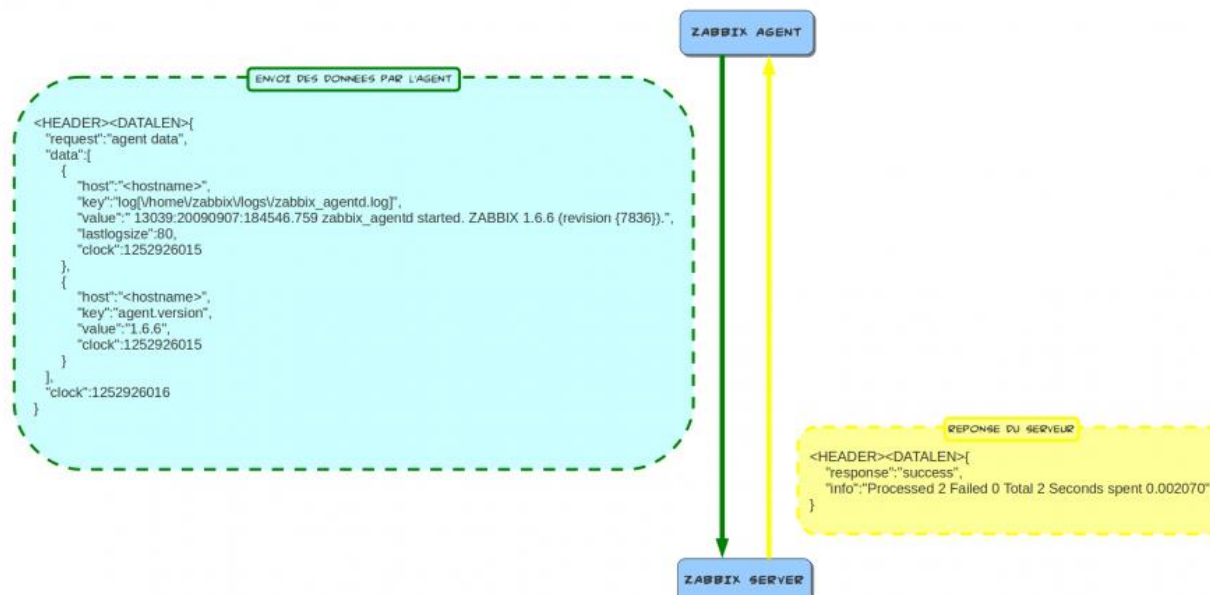 ZABBIX AGENT
ENVOI DES DONNEES PAR L'AGENT
<HEADER><DATALEN>{
"request":"agent data",
"data":[
{
"host":"<hostname>",
"key":"log[\/home\/zabbix\/logs\/zabbix_agentd.log]",
"value":" 13039:20090907:184546.759 zabbix_agentd started. ZABBIX 1.6.6 (revision {7836}).",
"lastlogsize":80,
"clock":1252926015
},
{
"host":"<hostname>",
"key":"agent.version",
"value":"1.6.6",
"clock":1252926015
}
],
"clock":1252926016
}
REPONSE DU SERVEUR
<HEADER><DATALEN>{
"response":"success",
"info":"Processed 2 Failed 0 Total 2 Seconds spent 0.002070"
}
ZABBIX SERVER